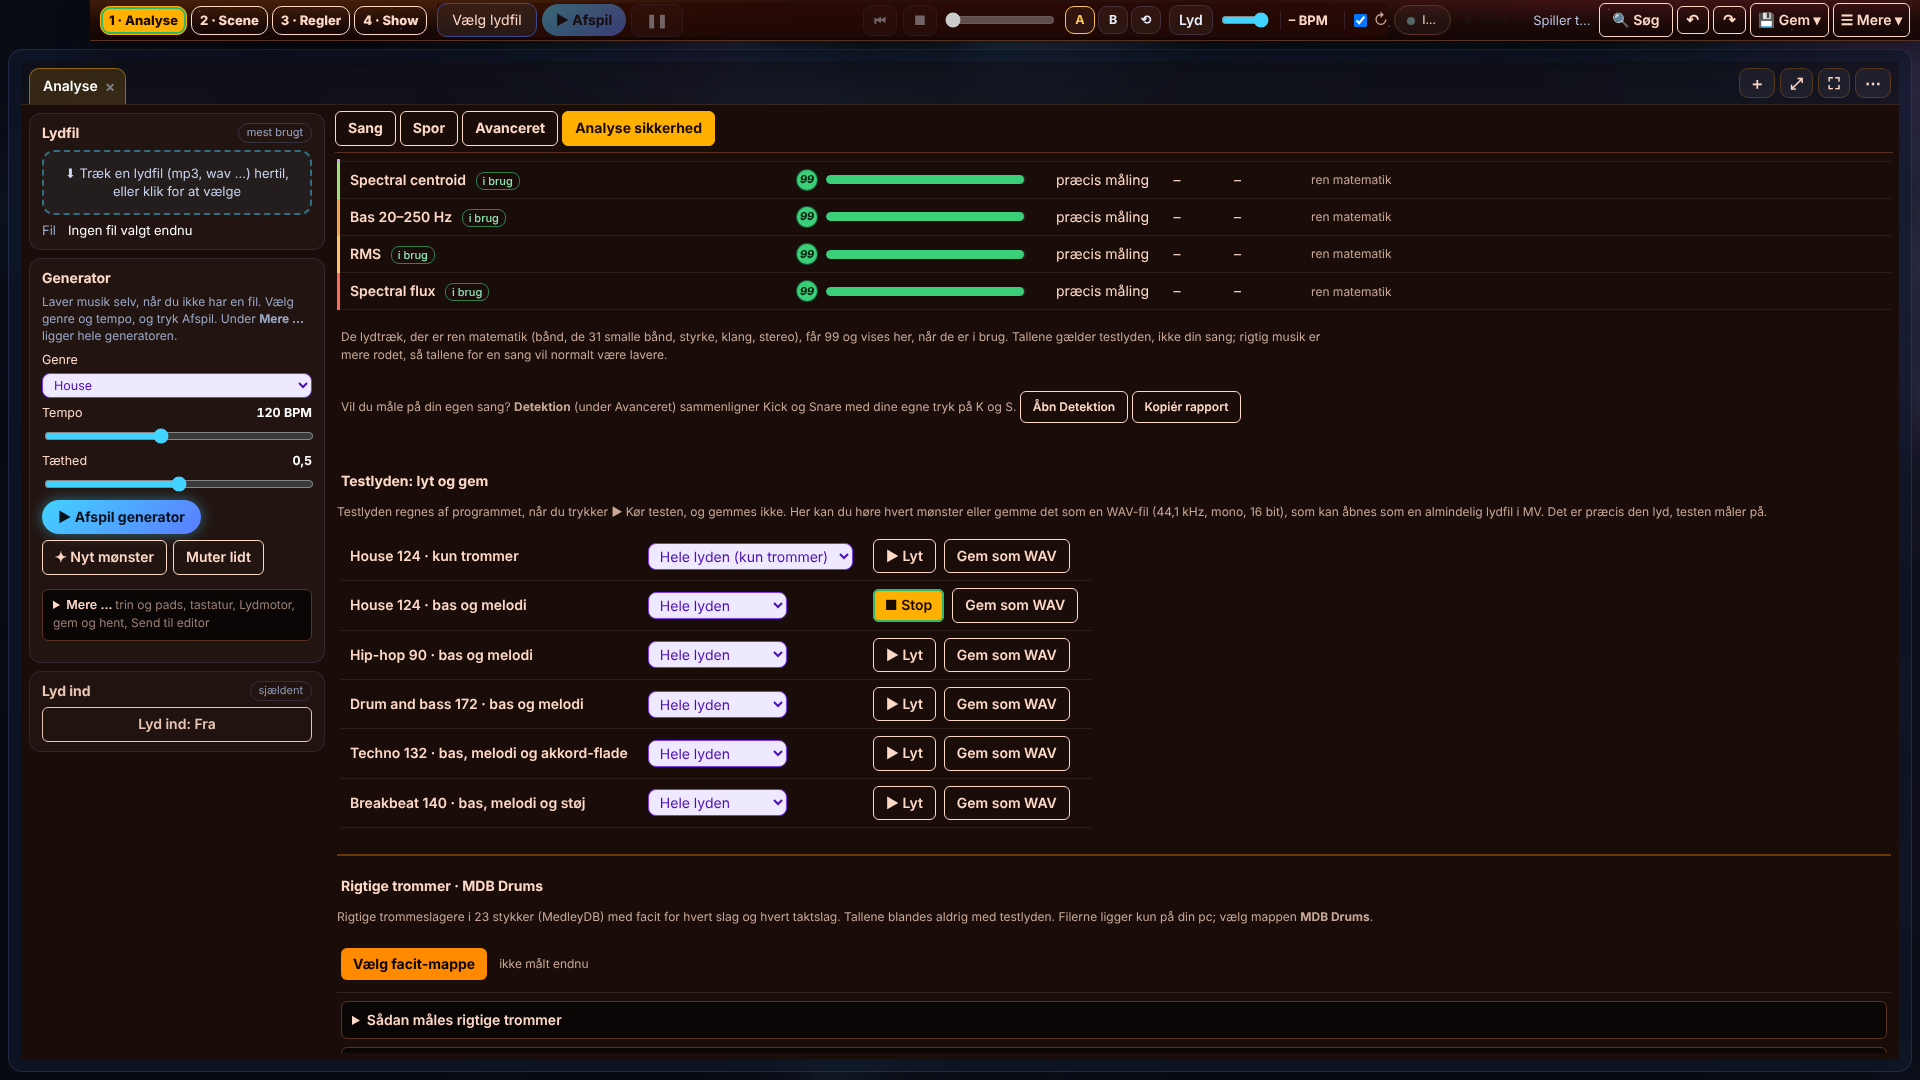 1 · Analyse 2 · Scene 3 · Regler 4 · Show Vælg lydfil ▶ Afspil A B Lyd – BPM I... Spiller t... 🔍 Søg 💾 Gem ▾ ☰ Mere ▾
Analyse ×
Lydfil mest brugt
⬇ Træk en lydfil (mp3, wav ...) hertil,
eller klik for at vælge
Fil Ingen fil valgt endnu
Generator
Laver musik selv, når du ikke har en fil. Vælg
genre og tempo, og tryk Afspil. Under Mere ...
ligger hele generatoren.
Genre
House
Tempo 120 BPM
Tæthed 0,5
▶ Afspil generator
✦ Nyt mønster Muter lidt
▶ Mere ... trin og pads, tastatur, Lydmotor,
gem og hent, Send til editor
Lyd ind sjældent
Lyd ind: Fra
Sang Spor Avanceret Analyse sikkerhed
Spectral centroid i brug 99 præcis måling – – ren matematik
Bas 20–250 Hz i brug 99 præcis måling – – ren matematik
RMS i brug 99 præcis måling – – ren matematik
Spectral flux i brug 99 præcis måling – – ren matematik
De lydtræk, der er ren matematik (bånd, de 31 smalle bånd, styrke, klang, stereo), får 99 og vises her, når de er i brug. Tallene gælder testlyden, ikke din sang; rigtig musik er
mere rodet, så tallene for en sang vil normalt være lavere.
Vil du måle på din egen sang? Detektion (under Avanceret) sammenligner Kick og Snare med dine egne tryk på K og S. Åbn Detektion Kopiér rapport
Testlyden: lyt og gem
Testlyden regnes af programmet, når du trykker ▶ Kør testen, og gemmes ikke. Her kan du høre hvert mønster eller gemme det som en WAV-fil (44,1 kHz, mono, 16 bit), som kan åbnes som en almindelig lydfil i MV. Det er præcis den lyd, testen måler på.
House 124 · kun trommer Hele lyden (kun trommer) ▶ Lyt Gem som WAV
House 124 · bas og melodi Hele lyden ■ Stop Gem som WAV
Hip-hop 90 · bas og melodi Hele lyden ▶ Lyt Gem som WAV
Drum and bass 172 · bas og melodi Hele lyden ▶ Lyt Gem som WAV
Techno 132 · bas, melodi og akkord-flade Hele lyden ▶ Lyt Gem som WAV
Breakbeat 140 · bas, melodi og støj Hele lyden ▶ Lyt Gem som WAV
Rigtige trommer · MDB Drums
Rigtige trommeslagere i 23 stykker (MedleyDB) med facit for hvert slag og hvert taktslag. Tallene blandes aldrig med testlyden. Filerne ligger kun på din pc; vælg mappen MDB Drums.
Vælg facit-mappe ikke målt endnu
▶ Sådan måles rigtige trommer